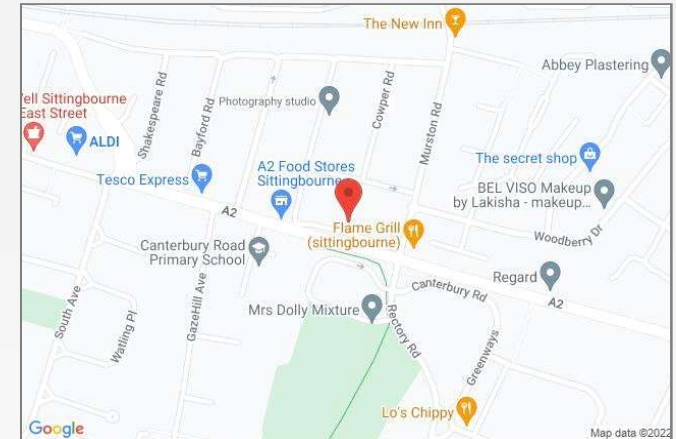 The New Inn
Abbey Plastering
ell Sittingbourne
East Street
ALDI
Shakespeare Rd
Bayford Rd
Photography studio
Cowper Rd
Murston Rd
The secret shop
Tesco Express
A2 Food Stores
Sittingbourne
BEL VISO Makeup
by Lakisha - makeup...
A2
Flame Grill
(sittingbourne)
Woodberry Dr
Canterbury Road
Primary School
Regard
Canterbury Rd
A2
South Ave
Watling Pl
GazeHill Ave
Mrs Dolly Mixture
Rectory Rd
Greenways
Lo's Chippy
Google
Map data ©2022